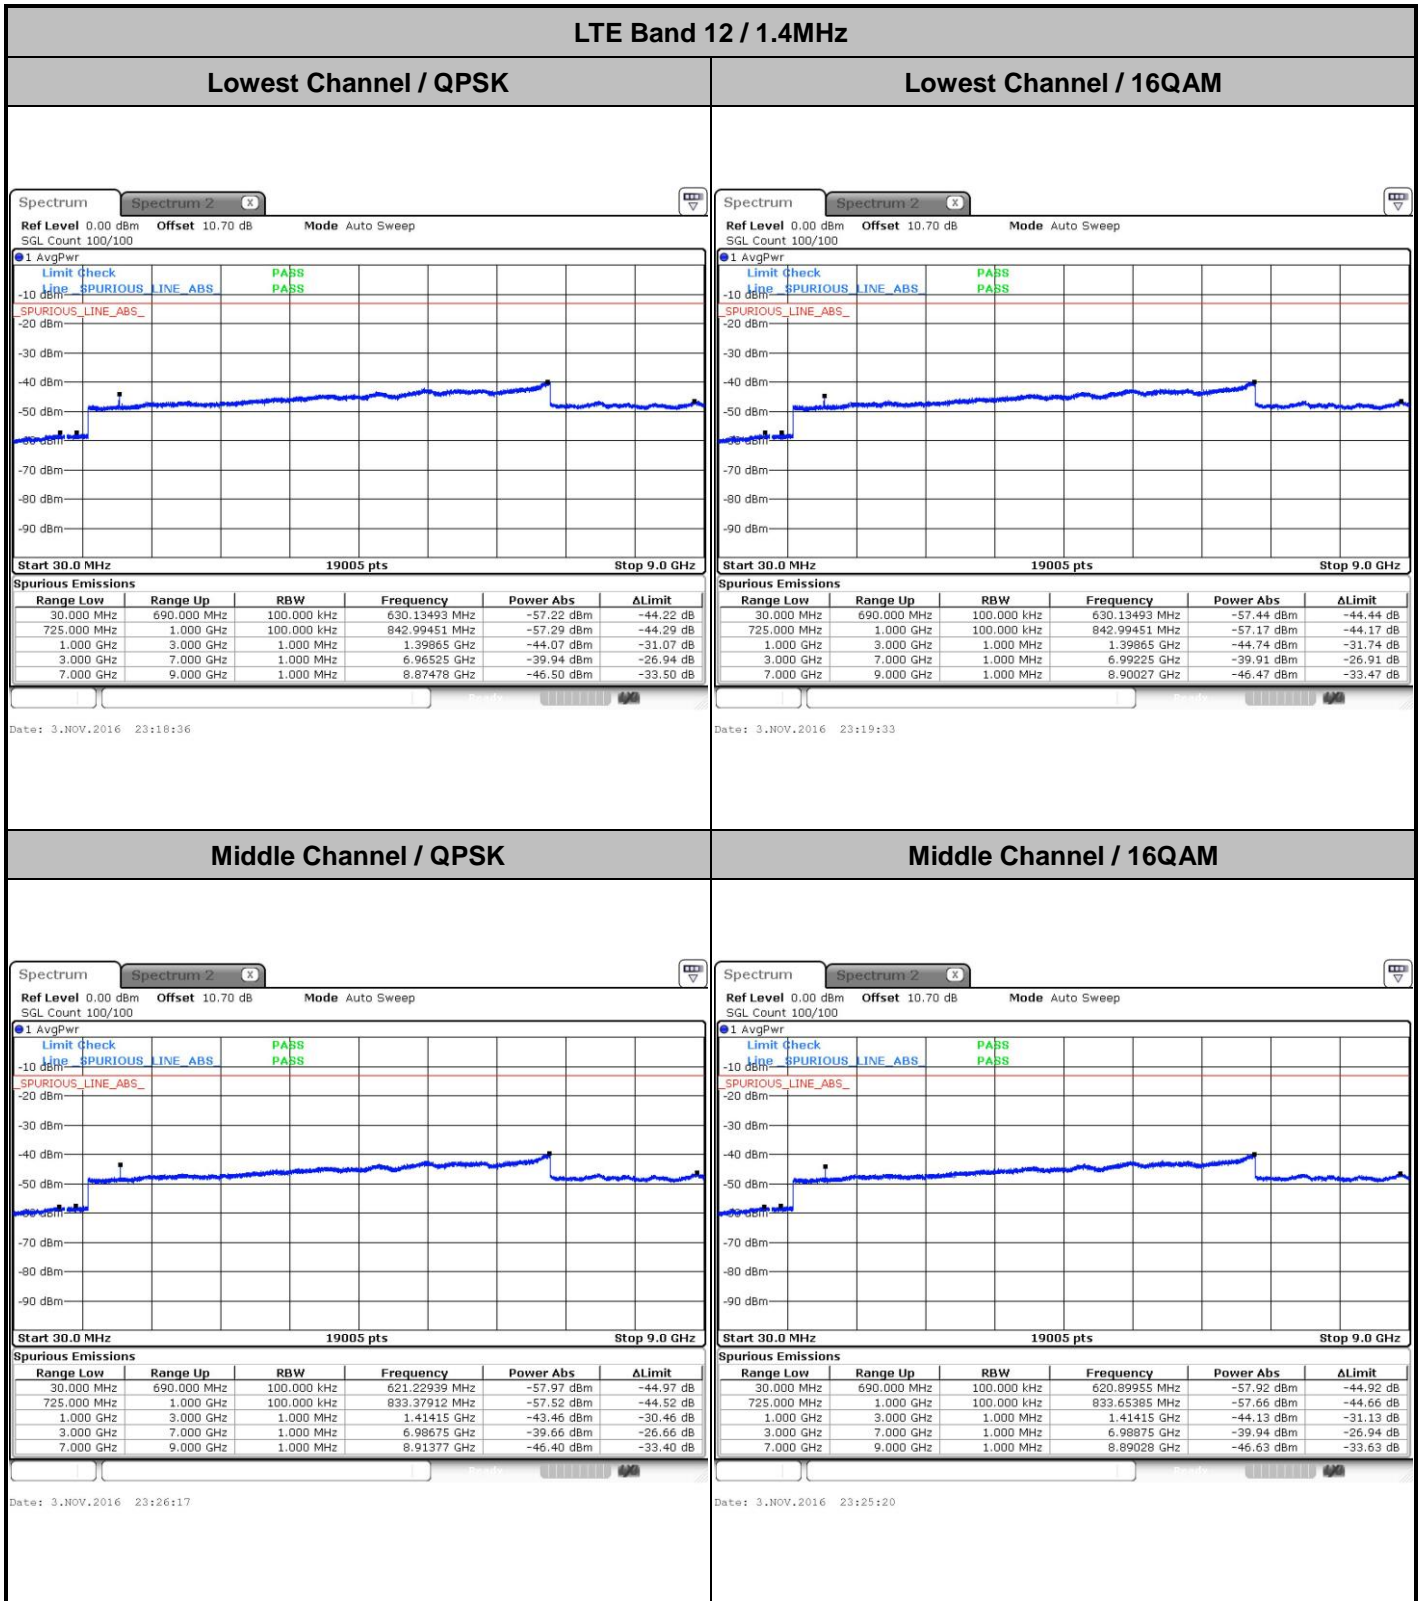 LTE Band 12 / 1.4MHz
Lowest Channel / QPSK
Lowest Channel / 16QAM
Spectrum Spectrum 2 X
Ref Level 0.00 dBm Offset 10.70 dB Mode Auto Sweep
SGL Count 100/100
1 AvgPwr
Limit Check PASS
Line _SPURIOUS_LINE_ABS_ PASS
-10 dBm
_SPURIOUS_LINE_ABS_
-20 dBm
-30 dBm
-40 dBm
-50 dBm
-60 dBm
-70 dBm
-80 dBm
-90 dBm
Start 30.0 MHz 19005 pts Stop 9.0 GHz
Spurious Emissions
Range Low Range Up RBW Frequency Power Abs ΔLimit
30.000 MHz 690.000 MHz 100.000 kHz 630.13493 MHz -57.22 dBm -44.22 dB
725.000 MHz 1.000 GHz 100.000 kHz 842.99451 MHz -57.29 dBm -44.29 dB
1.000 GHz 3.000 GHz 1.000 MHz 1.39865 GHz -44.07 dBm -31.07 dB
3.000 GHz 7.000 GHz 1.000 MHz 6.96525 GHz -39.94 dBm -26.94 dB
7.000 GHz 9.000 GHz 1.000 MHz 8.87478 GHz -46.50 dBm -33.50 dB
Date: 3.NOV.2016 23:18:36
Spectrum Spectrum 2 X
Ref Level 0.00 dBm Offset 10.70 dB Mode Auto Sweep
SGL Count 100/100
1 AvgPwr
Limit Check PASS
Line _SPURIOUS_LINE_ABS_ PASS
-10 dBm
_SPURIOUS_LINE_ABS_
-20 dBm
-30 dBm
-40 dBm
-50 dBm
-60 dBm
-70 dBm
-80 dBm
-90 dBm
Start 30.0 MHz 19005 pts Stop 9.0 GHz
Spurious Emissions
Range Low Range Up RBW Frequency Power Abs ΔLimit
30.000 MHz 690.000 MHz 100.000 kHz 630.13493 MHz -57.44 dBm -44.44 dB
725.000 MHz 1.000 GHz 100.000 kHz 842.99451 MHz -57.17 dBm -44.17 dB
1.000 GHz 3.000 GHz 1.000 MHz 1.39865 GHz -44.74 dBm -31.74 dB
3.000 GHz 7.000 GHz 1.000 MHz 6.99225 GHz -39.91 dBm -26.91 dB
7.000 GHz 9.000 GHz 1.000 MHz 8.90027 GHz -46.47 dBm -33.47 dB
Date: 3.NOV.2016 23:19:33
Middle Channel / QPSK
Middle Channel / 16QAM
Spectrum Spectrum 2 X
Ref Level 0.00 dBm Offset 10.70 dB Mode Auto Sweep
SGL Count 100/100
1 AvgPwr
Limit Check PASS
Line _SPURIOUS_LINE_ABS_ PASS
-10 dBm
_SPURIOUS_LINE_ABS_
-20 dBm
-30 dBm
-40 dBm
-50 dBm
-60 dBm
-70 dBm
-80 dBm
-90 dBm
Start 30.0 MHz 19005 pts Stop 9.0 GHz
Spurious Emissions
Range Low Range Up RBW Frequency Power Abs ΔLimit
30.000 MHz 690.000 MHz 100.000 kHz 621.22939 MHz -57.97 dBm -44.97 dB
725.000 MHz 1.000 GHz 100.000 kHz 833.37912 MHz -57.52 dBm -44.52 dB
1.000 GHz 3.000 GHz 1.000 MHz 1.41415 GHz -43.46 dBm -30.46 dB
3.000 GHz 7.000 GHz 1.000 MHz 6.98675 GHz -39.66 dBm -26.66 dB
7.000 GHz 9.000 GHz 1.000 MHz 8.91377 GHz -46.40 dBm -33.40 dB
Date: 3.NOV.2016 23:26:17
Spectrum Spectrum 2 X
Ref Level 0.00 dBm Offset 10.70 dB Mode Auto Sweep
SGL Count 100/100
1 AvgPwr
Limit Check PASS
Line _SPURIOUS_LINE_ABS_ PASS
-10 dBm
_SPURIOUS_LINE_ABS_
-20 dBm
-30 dBm
-40 dBm
-50 dBm
-60 dBm
-70 dBm
-80 dBm
-90 dBm
Start 30.0 MHz 19005 pts Stop 9.0 GHz
Spurious Emissions
Range Low Range Up RBW Frequency Power Abs ΔLimit
30.000 MHz 690.000 MHz 100.000 kHz 620.89955 MHz -57.92 dBm -44.92 dB
725.000 MHz 1.000 GHz 100.000 kHz 833.65385 MHz -57.66 dBm -44.66 dB
1.000 GHz 3.000 GHz 1.000 MHz 1.41415 GHz -44.13 dBm -31.13 dB
3.000 GHz 7.000 GHz 1.000 MHz 6.98875 GHz -39.94 dBm -26.94 dB
7.000 GHz 9.000 GHz 1.000 MHz 8.89028 GHz -46.63 dBm -33.63 dB
Date: 3.NOV.2016 23:25:20